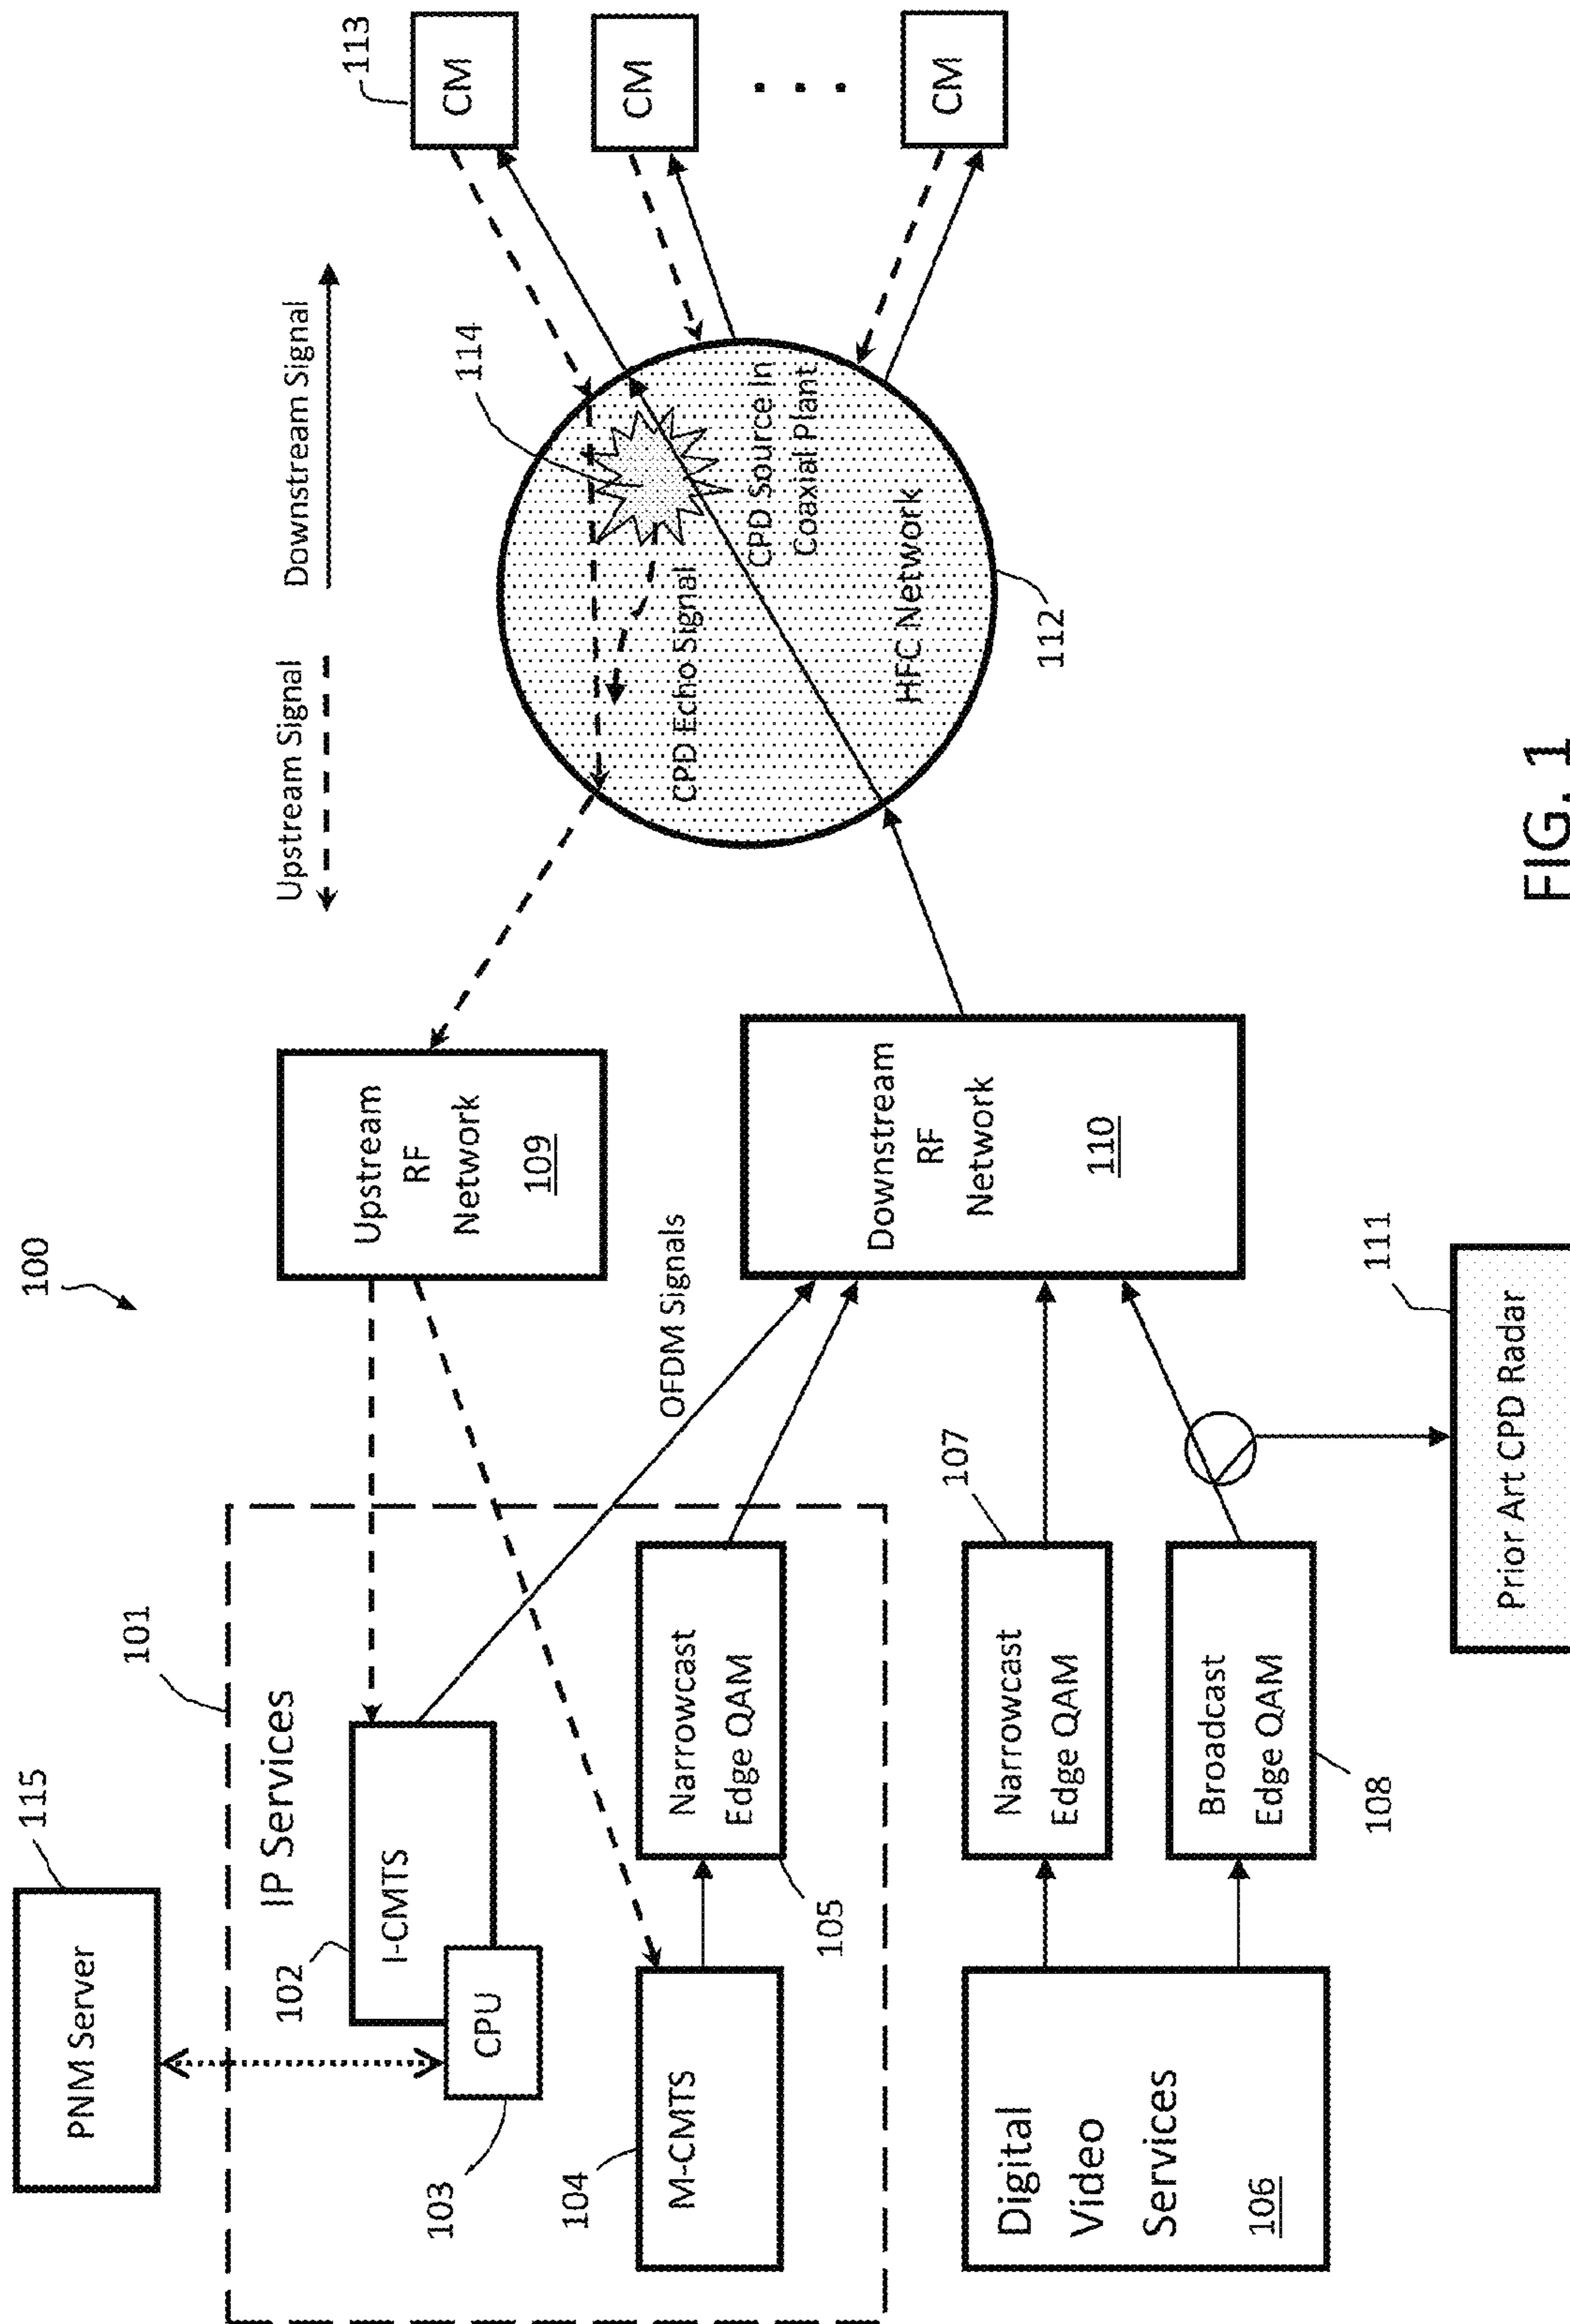 100
PNM Server
115
101
IP Services
102
I-CMTS
CPU
103
104
M-CMTS
Narrowcast
Edge QAM
105
Digital
Video
Services
106
Narrowcast
Edge QAM
107
Broadcast
Edge QAM
108
Upstream
RF
Network
109
OFDM Signals
Downstream
RF
Network
110
111
Prior Art CPD Radar
Upstream Signal
Downstream Signal
114
CPD Echo Signal
CPD Source In
Coaxial Plant
HFC Network
112
113
CM
CM
. . .
CM
FIG. 1